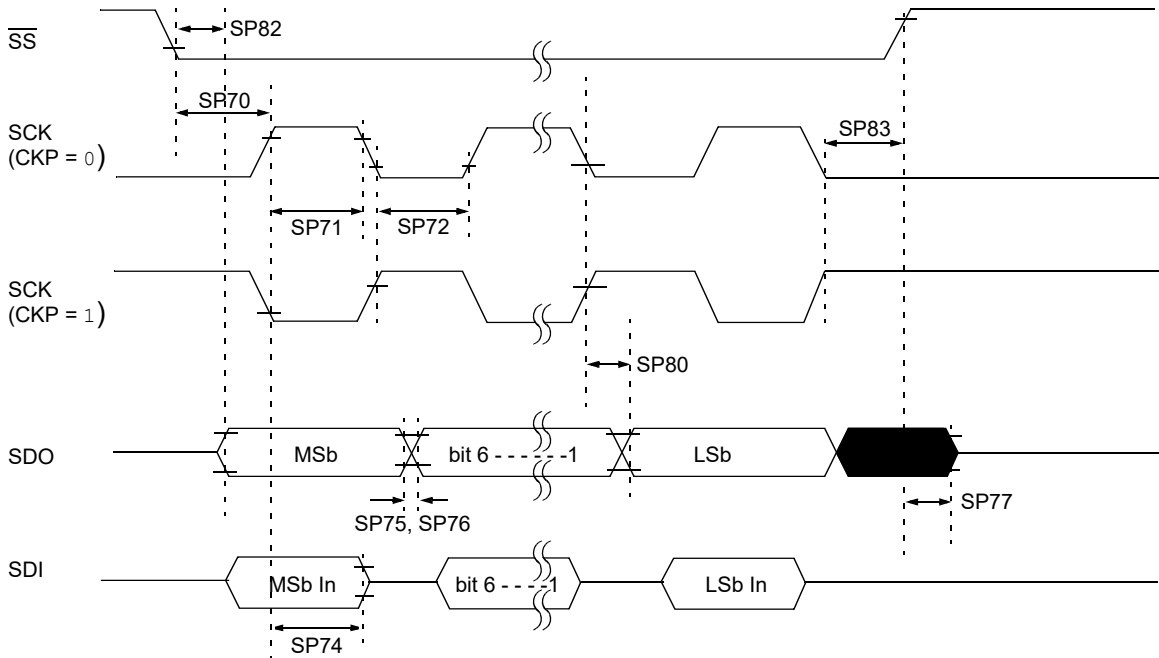 SS
SP82
SP70
SCK
(CKP = 0)
SP83
SP71
SP72
SCK
(CKP = 1)
SP80
SDO
MSb
bit 6 - - - - - -1
LSb
SP77
SP75, SP76
SDI
MSb In
bit 6 - - - -1
LSb In
SP74